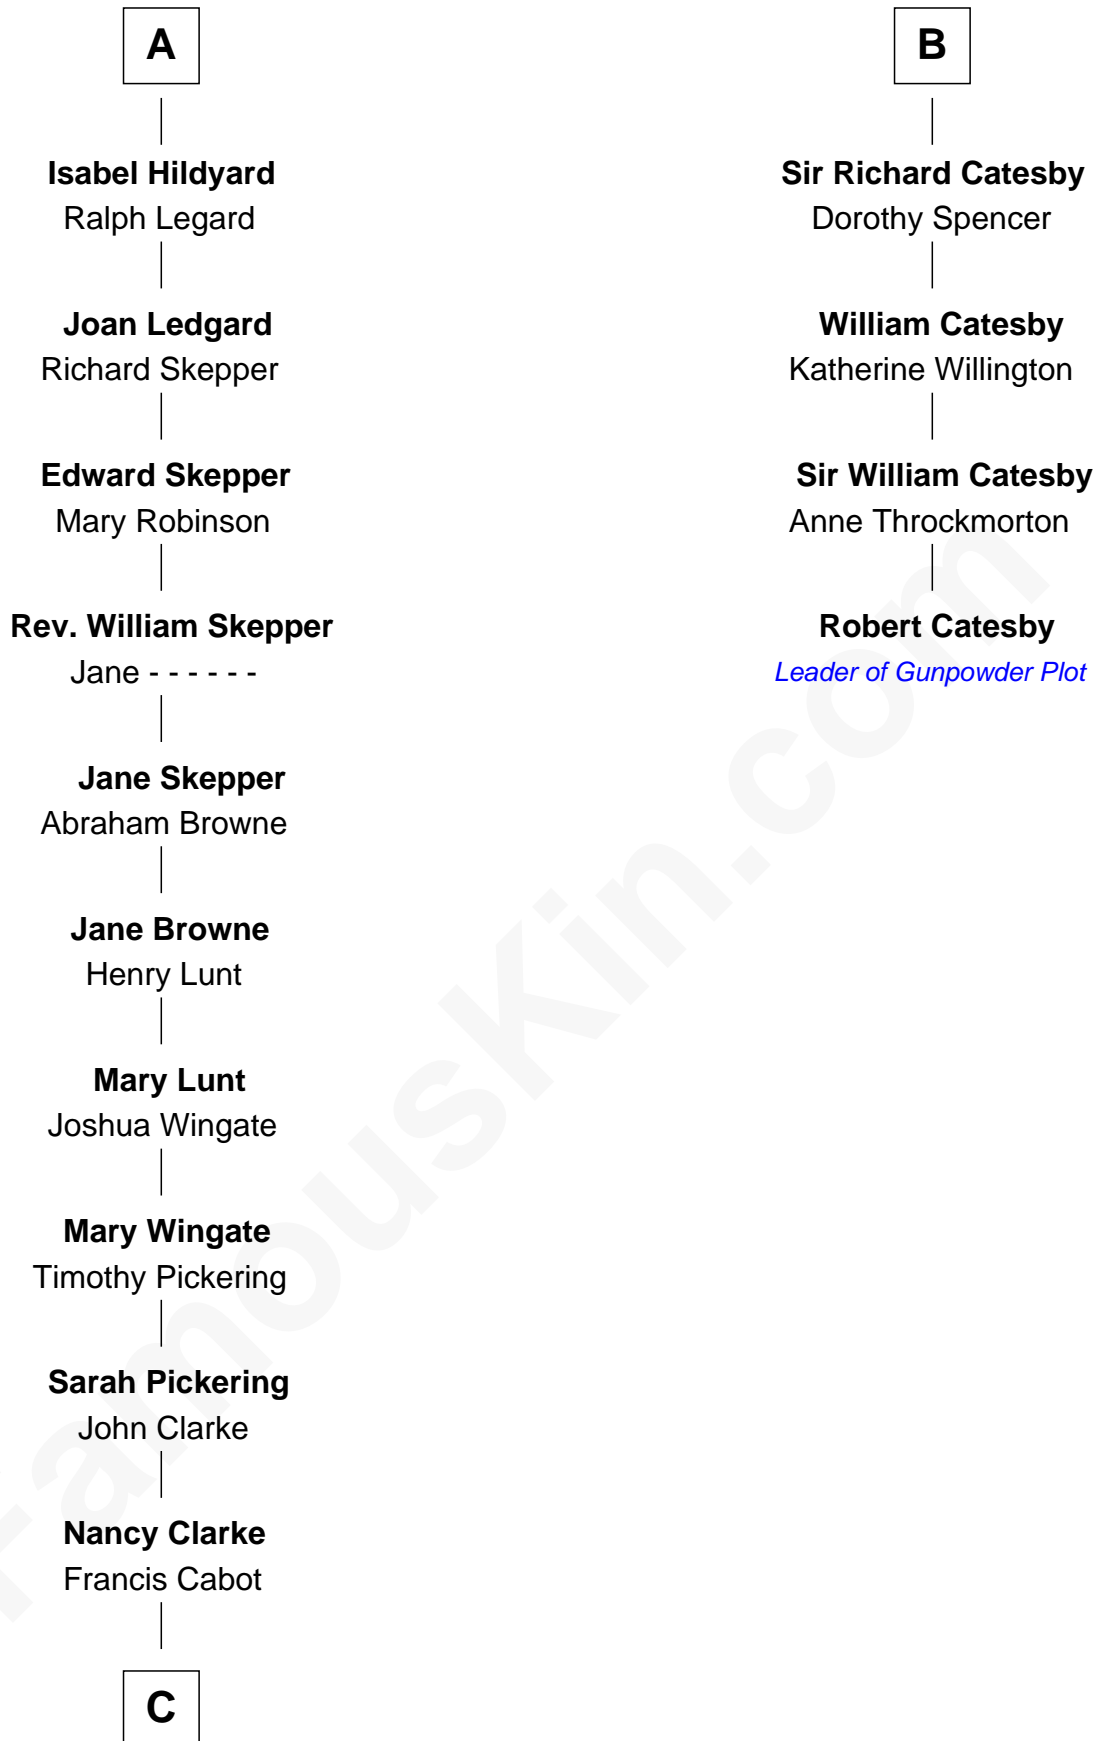 A
Isabel Hildyard
Ralph Legard
Joan Ledgard
Richard Skepper
Edward Skepper
Mary Robinson
Rev. William Skepper
Jane - - - - - -
Jane Skepper
Abraham Browne
Jane Browne
Henry Lunt
Mary Lunt
Joshua Wingate
Mary Wingate
Timothy Pickering
Sarah Pickering
John Clarke
Nancy Clarke
Francis Cabot
C
B
Sir Richard Catesby
Dorothy Spencer
William Catesby
Katherine Willington
Sir William Catesby
Anne Throckmorton
Robert Catesby
Leader of Gunpowder Plot
FamousKin.com